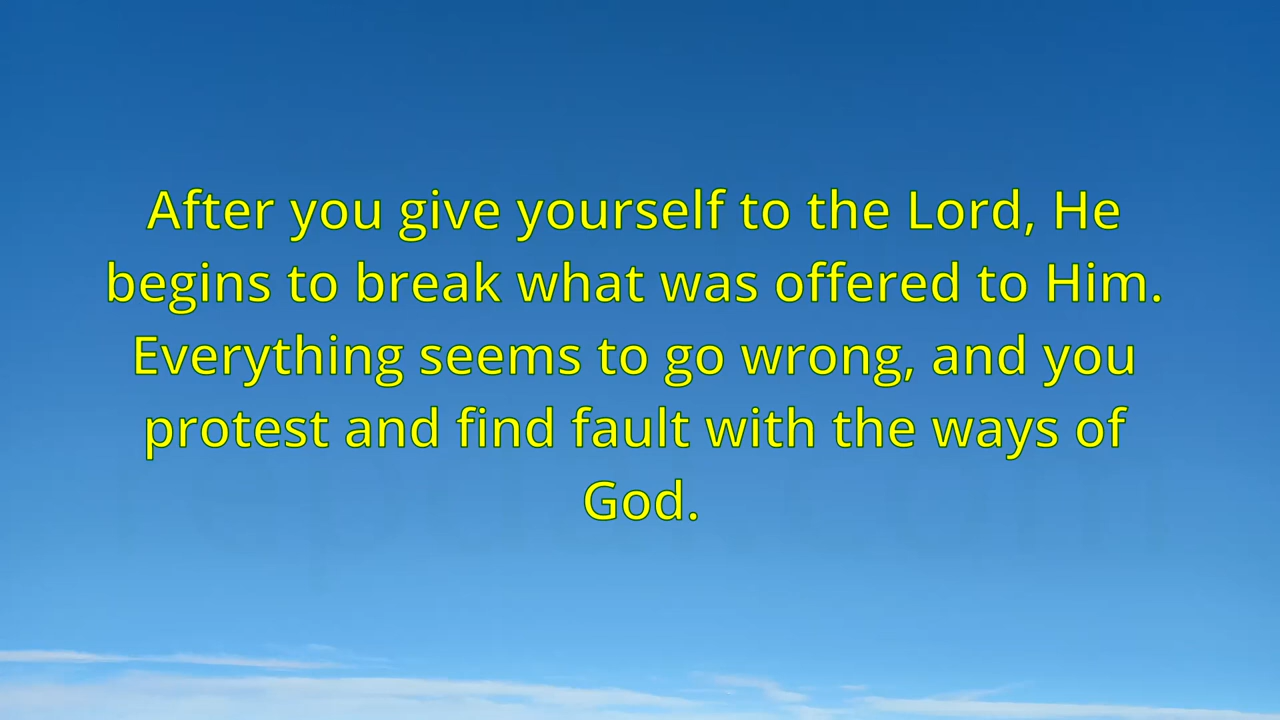 After you give yourself to the Lord, He
begins to break what was offered to Him.
Everything seems to go wrong, and you
protest and find fault with the ways of
God.